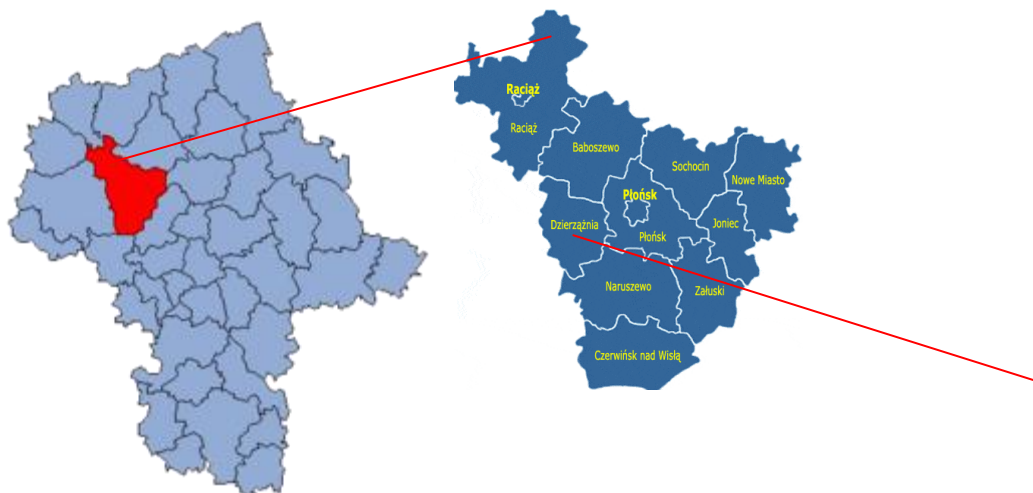 Raciąż
Raciąż
Baboszewo
Sochocin
Nowe Miasto
Płońsk
Dzierzążnia
Joniec
Płońsk
Naruszewo
Załuski
Czerwińsk nad Wisłą